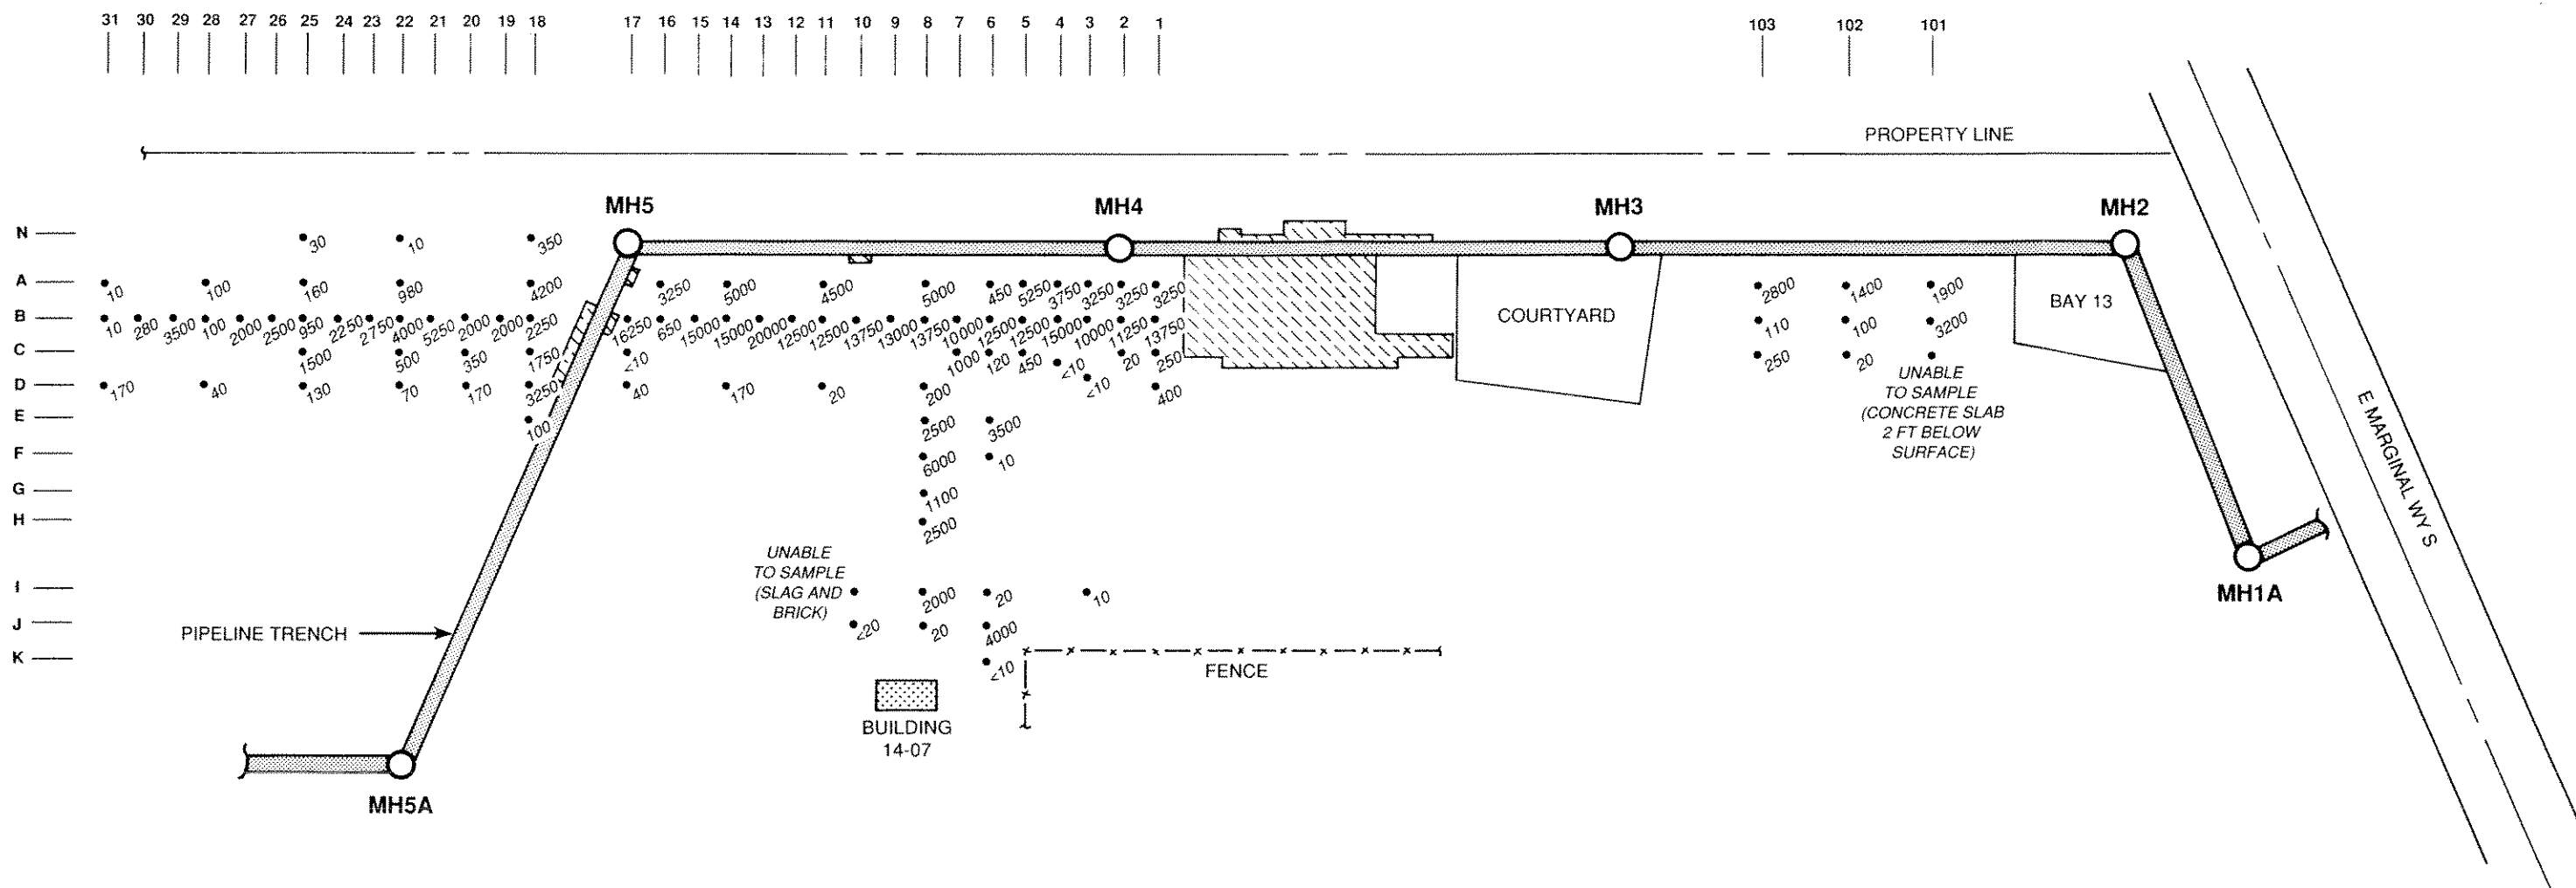 31 30 29 28 27 26 25 24 23 22 21 20 19 18 17 16 15 14 13 12 11 10 9 8 7 6 5 4 3 2 1 103 102 101
PROPERTY LINE
MH5 MH4 MH3 MH2
N 30 10 350
A 10 100 160 980 4200 3250 5000 4500 5000 450 5250 3750 3250 3250 3250 2800 1400 1900
B 10 280 3500 100 2000 2500 950 2250 2750 4000 5250 2000 2000 2250 16250 650 15000 15000 20000 12500 12500 13750 13000 13750 10000 12500 12500 15000 10000 11250 13750 110 100 3200
COURTYARD
BAY 13
C 1500 500 350 1750 <10 1000 120 450 <10 20 250 250 20
D 170 40 130 70 170 3250 40 170 20 200 <10 400
UNABLE
TO SAMPLE
(CONCRETE SLAB
2 FT BELOW
SURFACE)
E 100 2500 3500
F 6000 10
G 1100
H 2500
E MARGINAL WY S
UNABLE
TO SAMPLE
(SLAG AND
BRICK)
I 2000 20 10
MH1A
J <20 20 4000
PIPELINE TRENCH
K <10
FENCE
BUILDING
14-07
MH5A